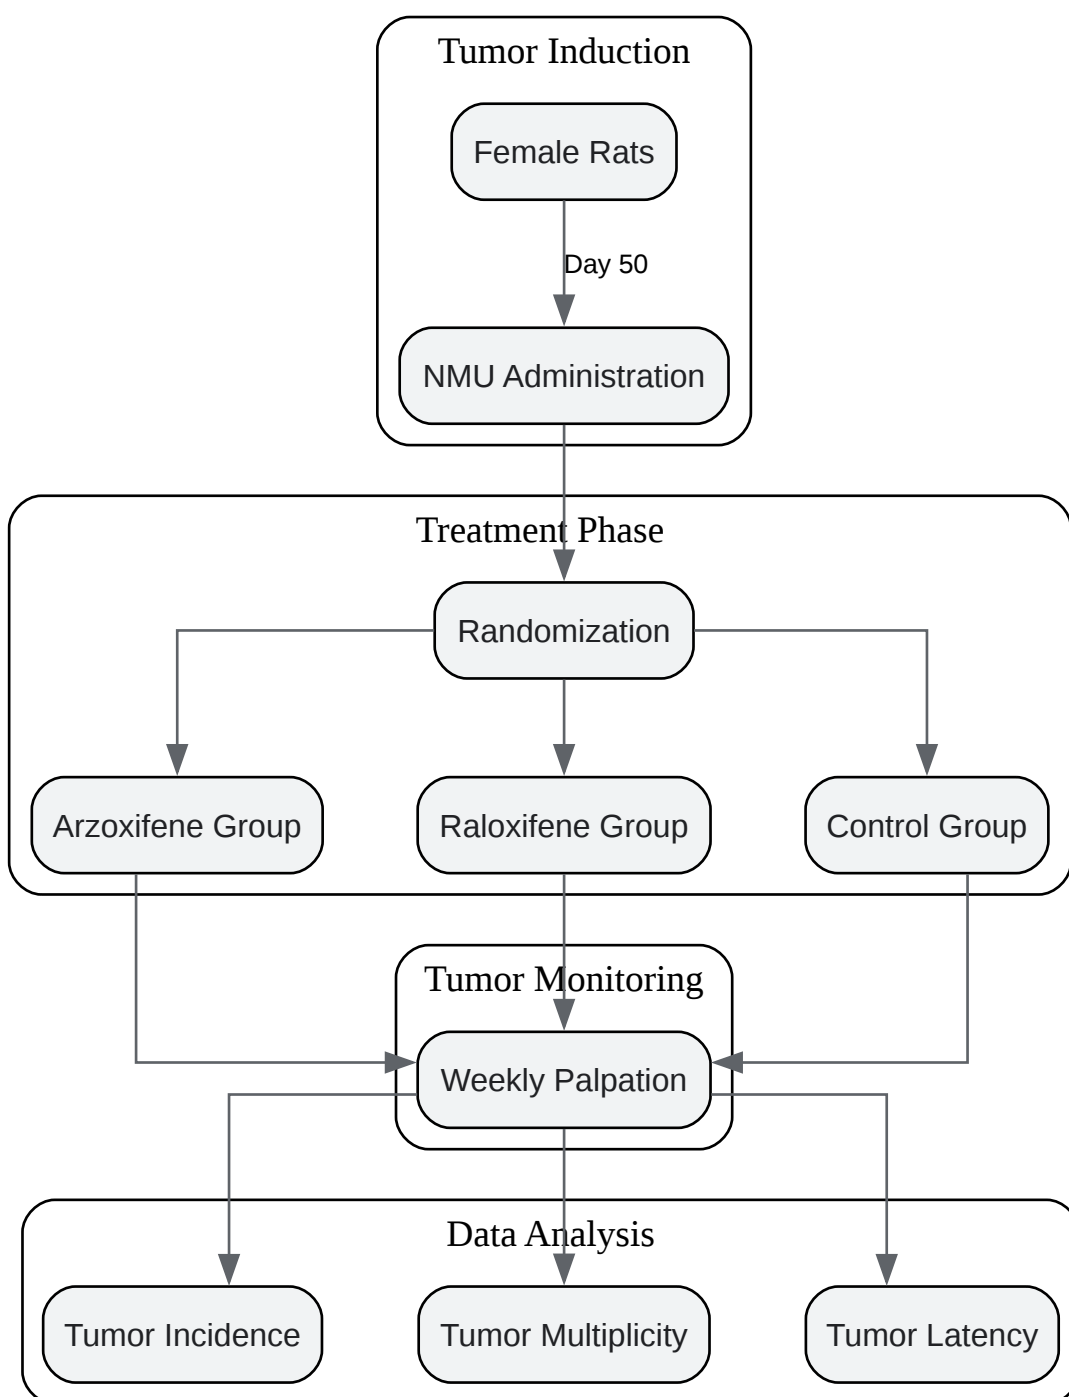 Tumor Induction
Female Rats
Day 50
NMU Administration
Treatment Phase
Randomization
Arzoxifene Group
Raloxifene Group
Control Group
Tumor Monitoring
Weekly Palpation
Data Analysis
Tumor Incidence
Tumor Multiplicity
Tumor Latency